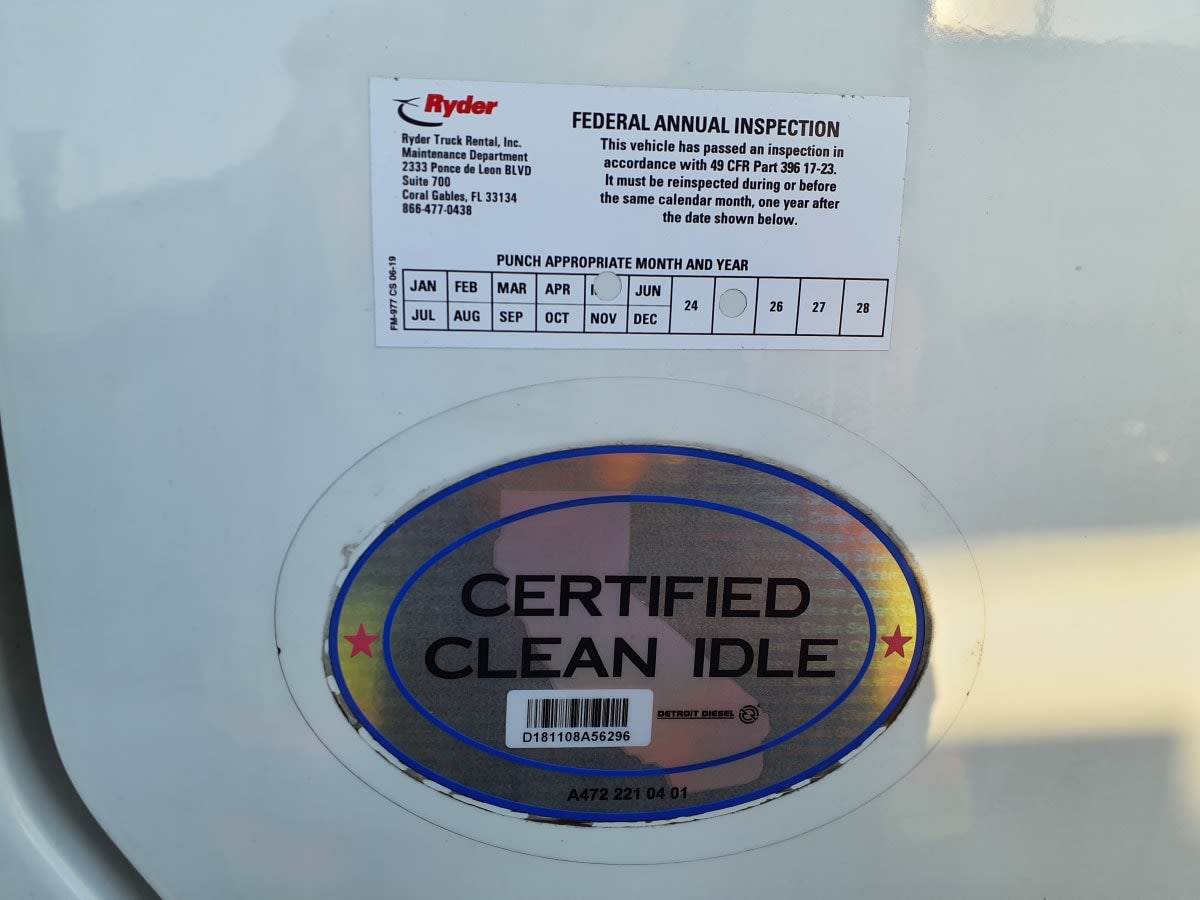 Ryder
Ryder Truck Rental, Inc.
Maintenance Department
2333 Ponce de Leon BLVD
Suite 700
Coral Gables, FL 33134
866-477-0438
FEDERAL ANNUAL INSPECTION
This vehicle has passed an inspection in
accordance with 49 CFR Part 396 17-23.
It must be reinspected during or before
the same calendar month, one year after
the date shown below.
PUNCH APPROPRIATE MONTH AND YEAR
JAN FEB MAR APR JUN
JUL AUG SEP OCT NOV DEC
24 26 27 28
FM-977 CS 06-19
CERTIFIED
CLEAN IDLE
DETROIT DIESEL
D181108A56296
A472 221 04 01